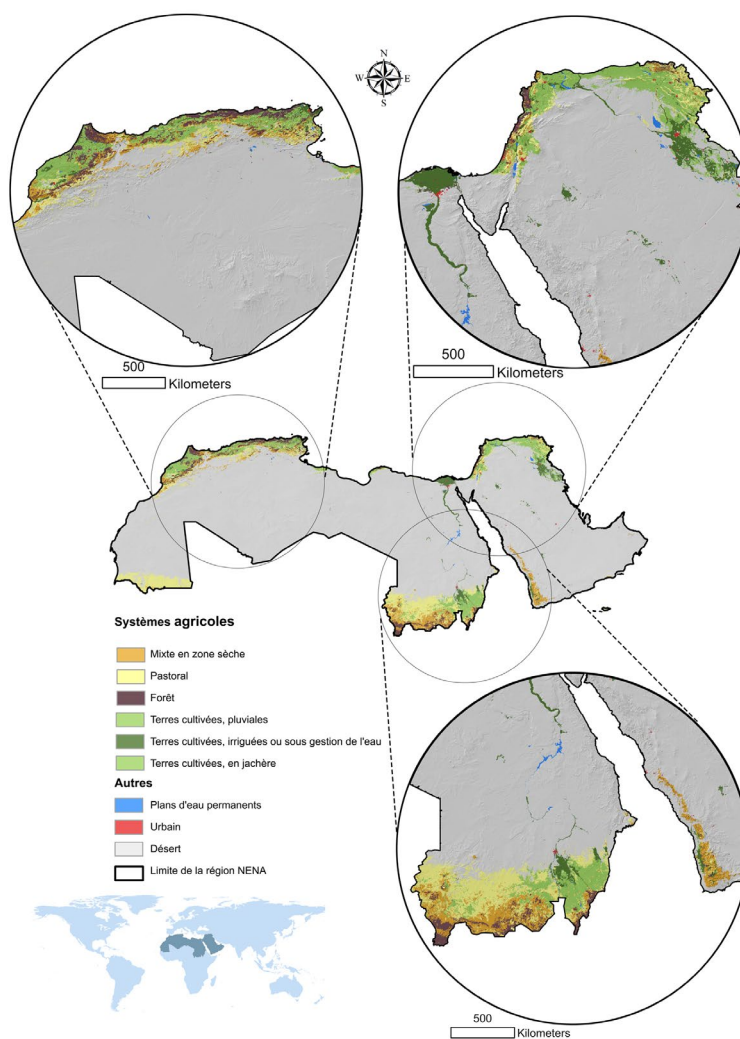 N
W E
S
500
Kilometers
500
Kilometers
Systèmes agricoles
Mixte en zone sèche
Pastoral
Forêt
Terres cultivées, pluviales
Terres cultivées, irriguées ou sous gestion de l'eau
Terres cultivées, en jachère
Autres
Plans d'eau permanents
Urbain
Désert
Limite de la région NENA
500
Kilometers